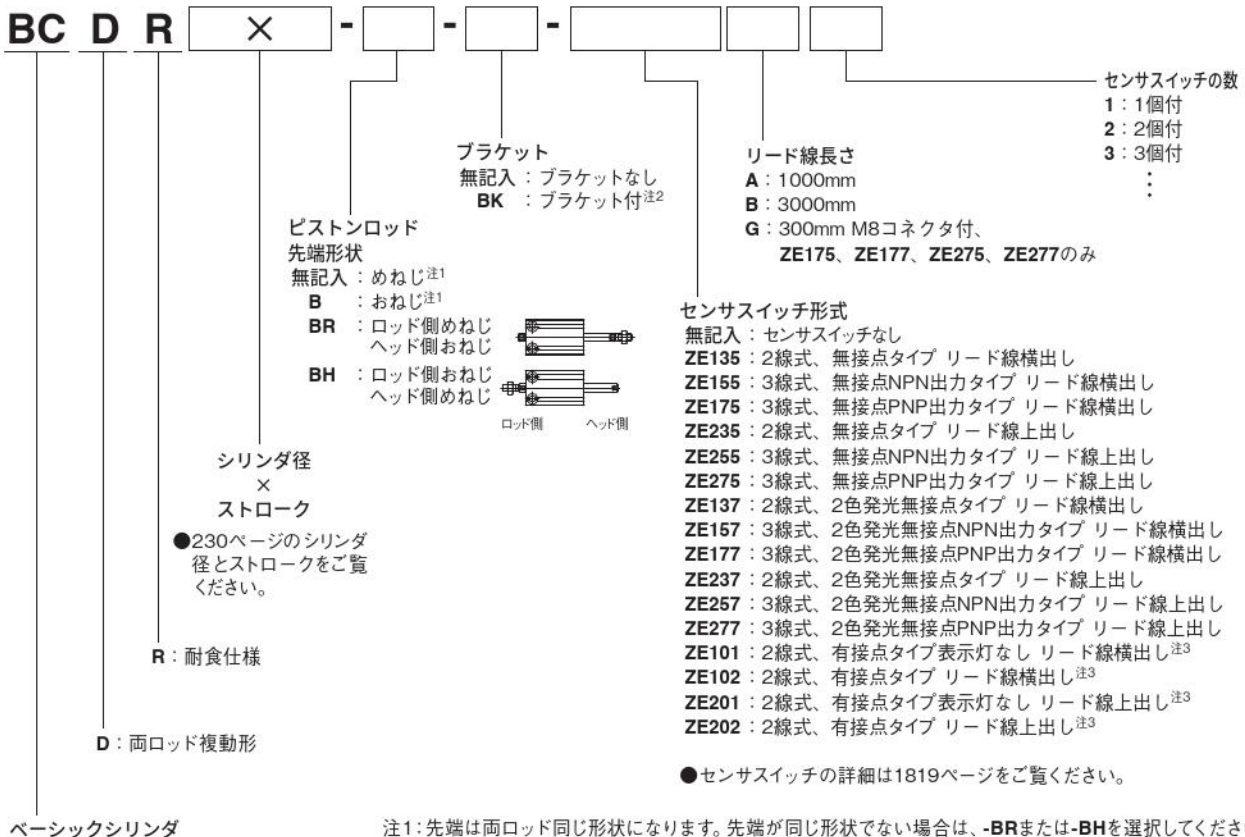 BC D R × - - -
センサスイッチの数
1：1個付
2：2個付
3：3個付
⋮
リード線長さ
A：1000mm
B：3000mm
G：300mm M8コネクタ付、
ZE175、ZE177、ZE275、ZE277のみ
ブラケット
無記入：ブラケットなし
BK ：ブラケット付注2
ピストンロッド
先端形状
無記入：めねじ注1
B ：おねじ注1
BR ：ロッド側めねじ
ヘッド側おねじ
BH ：ロッド側おねじ
ヘッド側めねじ
ロッド側 ヘッド側
センサスイッチ形式
無記入：センサスイッチなし
ZE135：2線式、無接点タイプ リード線横出し
ZE155：3線式、無接点NPN出力タイプ リード線横出し
ZE175：3線式、無接点PNP出力タイプ リード線横出し
ZE235：2線式、無接点タイプ リード線上出し
ZE255：3線式、無接点NPN出力タイプ リード線上出し
ZE275：3線式、無接点PNP出力タイプ リード線上出し
ZE137：2線式、2色発光無接点タイプ リード線横出し
ZE157：3線式、2色発光無接点NPN出力タイプ リード線横出し
ZE177：3線式、2色発光無接点PNP出力タイプ リード線横出し
ZE237：2線式、2色発光無接点タイプ リード線上出し
ZE257：3線式、2色発光無接点NPN出力タイプ リード線上出し
ZE277：3線式、2色発光無接点PNP出力タイプ リード線上出し
ZE101：2線式、有接点タイプ表示灯なし リード線横出し注3
ZE102：2線式、有接点タイプ リード線横出し注3
ZE201：2線式、有接点タイプ表示灯なし リード線上出し注3
ZE202：2線式、有接点タイプ リード線上出し注3
●センサスイッチの詳細は1819ページをご覧ください。
シリンダ径
×
ストローク
●230ページのシリンダ
径とストロークをご覧
ください。
R：耐食仕様
D：両ロッド複動形
ベーシックシリンダ
注1：先端は両ロッド同じ形状になります。先端が同じ形状でない場合は、-BRまたは-BHを選択してくださ